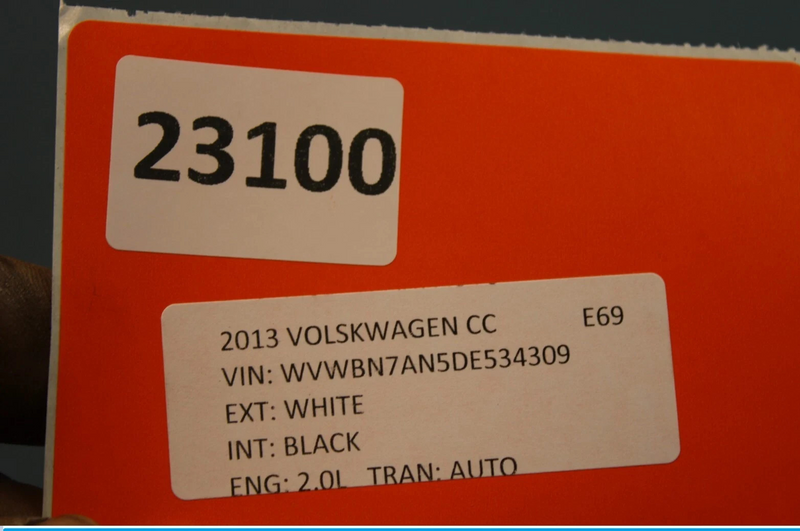 23100
2013 VOLSKWAGEN CC E69
VIN: WVWBN7AN5DE534309
EXT: WHITE
INT: BLACK
ENG: 2.0L TRAN: AUTO